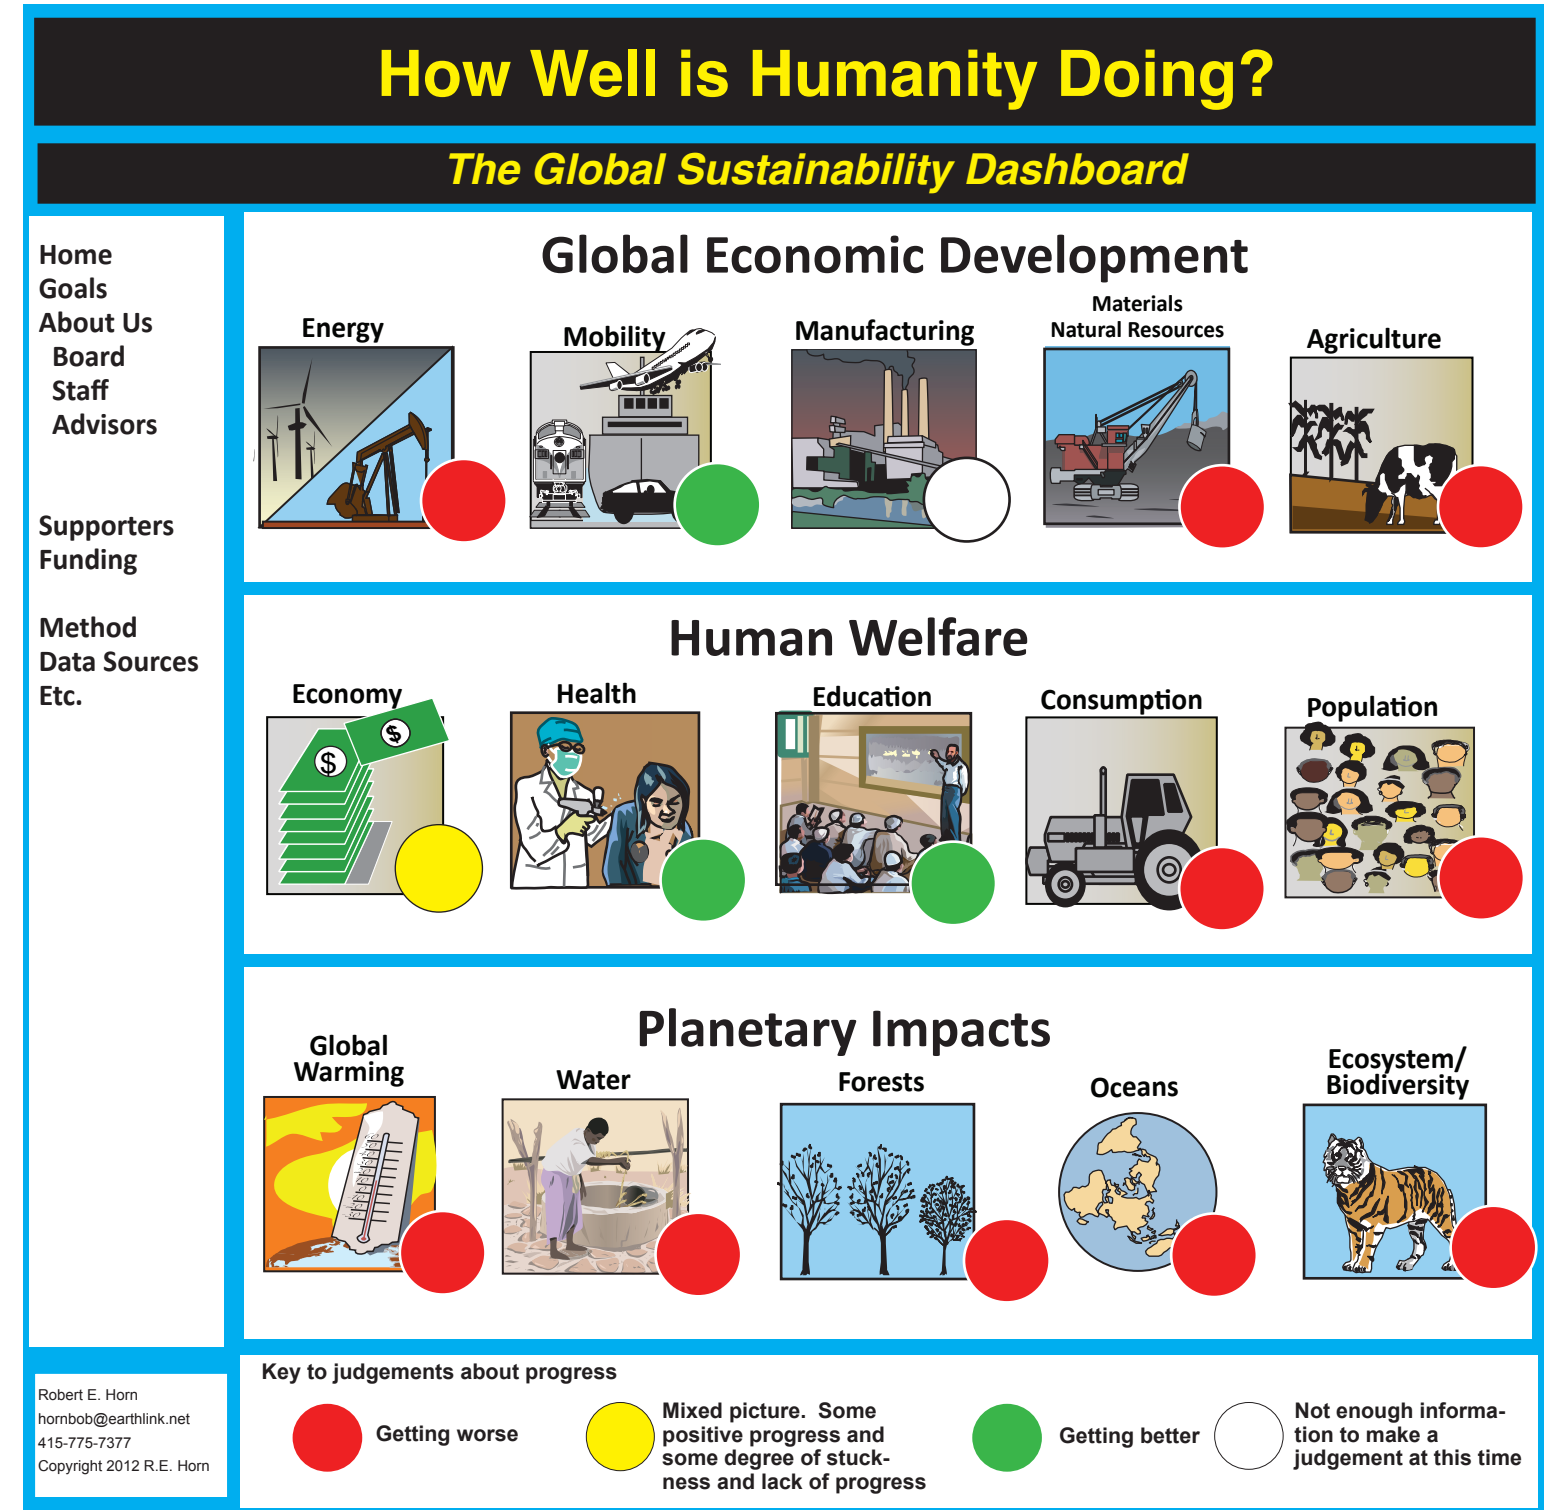 How Well is Humanity Doing?
The Global Sustainability Dashboard
Home
Goals
About Us
Board
Staff
Advisors
Supporters
Funding
Method
Data Sources
Etc.
Global Economic Development
Energy
Mobility
Manufacturing
Materials
Natural Resources
Agriculture
Human Welfare
Economy
$
$
Health
Education
Consumption
Population
Planetary Impacts
Global
Warming
Water
Forests
Oceans
Ecosystem/
Biodiversity
Robert E. Horn
hornbob@earthlink.net
415-775-7377
Copyright 2012 R.E. Horn
Key to judgements about progress
Getting worse
Mixed picture.  Some
positive progress and
some degree of stuck-
ness and lack of progress
Getting better
Not enough informa-
tion to make a
judgement at this time